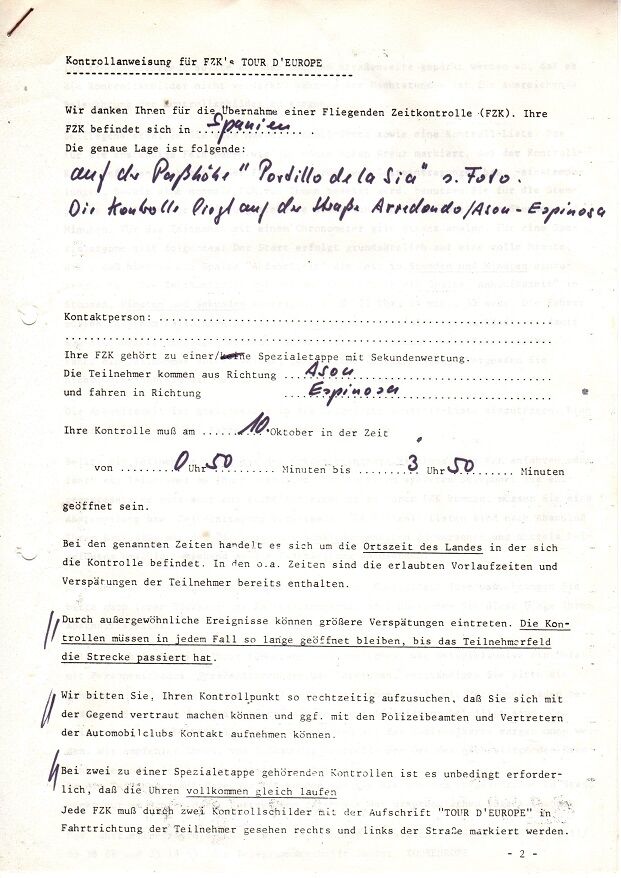 Kontrollanweisung für FZK's TOUR D'EUROPE
Wir danken Ihren für die Übernahme einer Fliegenden Zeitkontrolle (FZK). Ihre
FZK befindet sich in ..Spanien.. .
Die genaue Lage ist folgende:
auf der Paßhöhe "Portillo de la Sia" s. Foto.
Die Kontrolle liegt auf der Straße Arredondo/Ason - Espinosa
Kontaktperson: ..........................................................
Ihre FZK gehört zu einer/keine Spezialetappe mit Sekundenwertung.
Die Teilnehmer kommen aus Richtung ...Ason
und fahren in Richtung Espinosa
Ihre Kontrolle muß am .......10.Oktober in der Zeit
von .........0 Uhr 50.......... Minuten bis .........3 Uhr 50........ Minuten
geöffnet sein.
Bei den genannten Zeiten handelt es sich um die Ortszeit des Landes in der sich
die Kontrolle befindet. In den o.a. Zeiten sind die erlaubten Vorlaufzeiten und
Verspätungen der Teilnehmer bereits enthalten.
Durch außergewöhnliche Ereignisse können größere Verspätungen eintreten. Die Kon-
trollen müssen in jedem Fall so lange geöffnet bleiben, bis das Teilnehmerfeld
die Strecke passiert hat.
Wir bitten Sie, Ihren Kontrollpunkt so rechtzeitig aufzusuchen, daß Sie sich mit
der Gegend vertraut machen können und ggf. mit den Polizeibeamten und Vertretern
der Automobilclubs Kontakt aufnehmen können.
Bei zwei zu einer Spezialetappe gehörenden Kontrollen ist es unbedingt erforder-
lich, daß die Uhren vollkommen gleich laufen
Jede FZK muß durch zwei Kontrollschilder mit der Aufschrift "TOUR D'EUROPE" in
Fahrtrichtung der Teilnehmer gesehen rechts und links der Straße markiert werden.
- 2 -